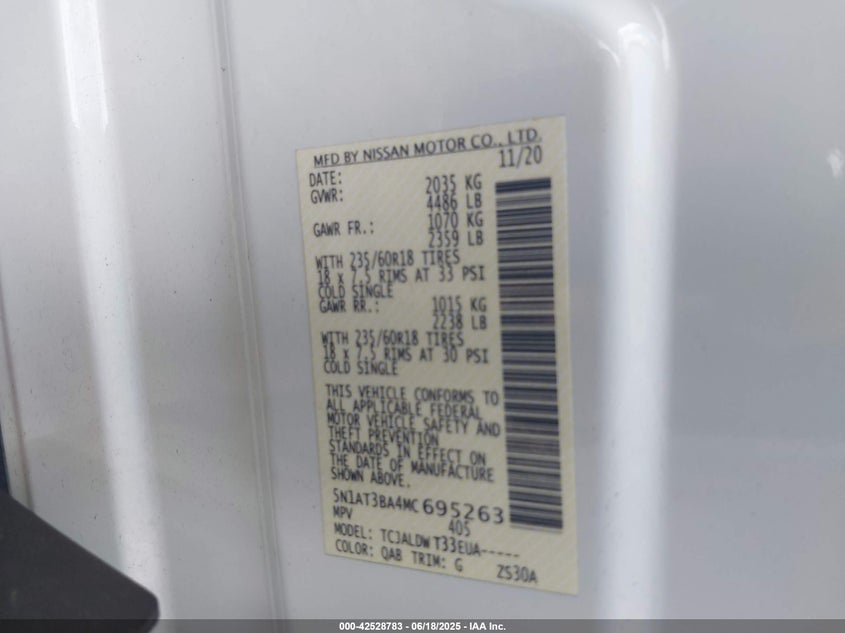 MFD BY NISSAN MOTOR CO., LTD.
DATE: 11/20
GVWR: 2035 KG
4486 LB
GAWR FR.: 1070 KG
2359 LB
WITH 235/60R18 TIRES
18 x 7.5 RIMS AT 33 PSI
COLD SINGLE
GAWR RR.: 1015 KG
2238 LB
WITH 235/60R18 TIRES
18 x 7.5 RIMS AT 30 PSI
COLD SINGLE
THIS VEHICLE CONFORMS TO
ALL APPLICABLE FEDERAL
MOTOR VEHICLE SAFETY AND
THEFT PREVENTION
STANDARDS IN EFFECT ON
THE DATE OF MANUFACTURE
SHOWN ABOVE.
5N1AT3BA4MC695263
MPV 405
MODEL: TCJALDW T33EUA-----
COLOR: QAB TRIM: G ZS30A
000-42528783 - 06/18/2025 - IAA Inc.